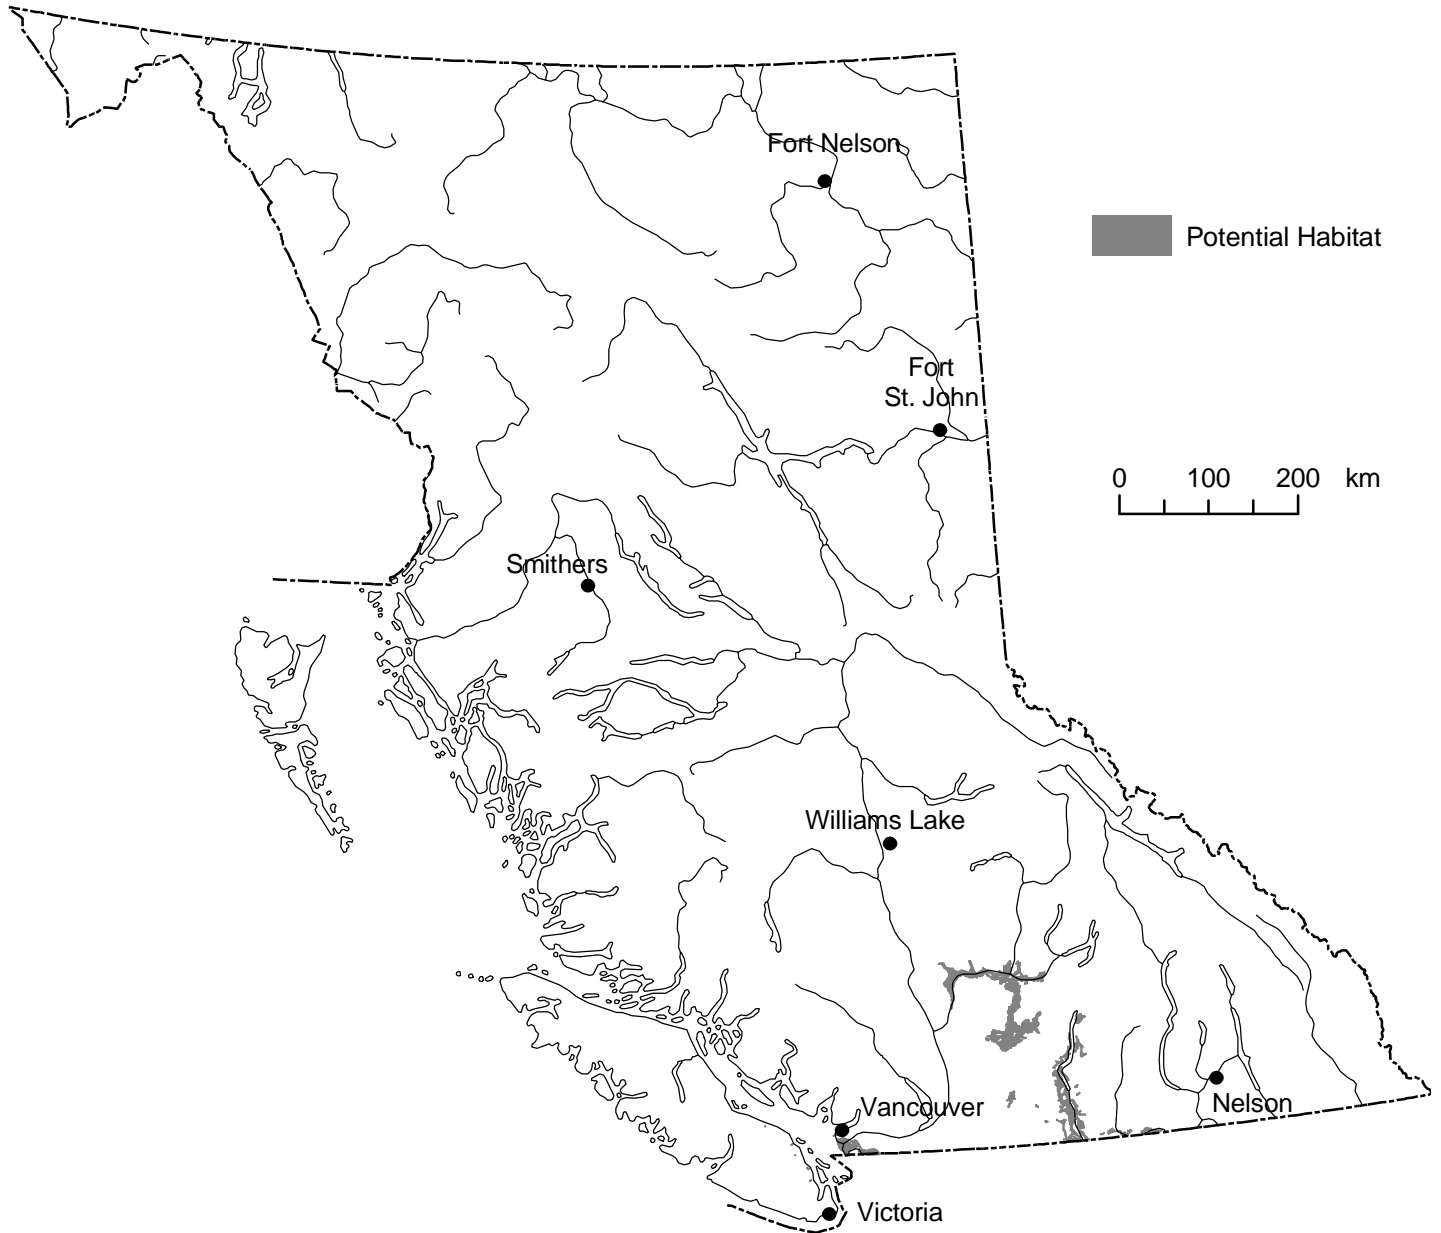 Fort Nelson
Potential Habitat
Fort
St. John
0 100 200 km
Smithers
Williams Lake
Vancouver
Nelson
Victoria